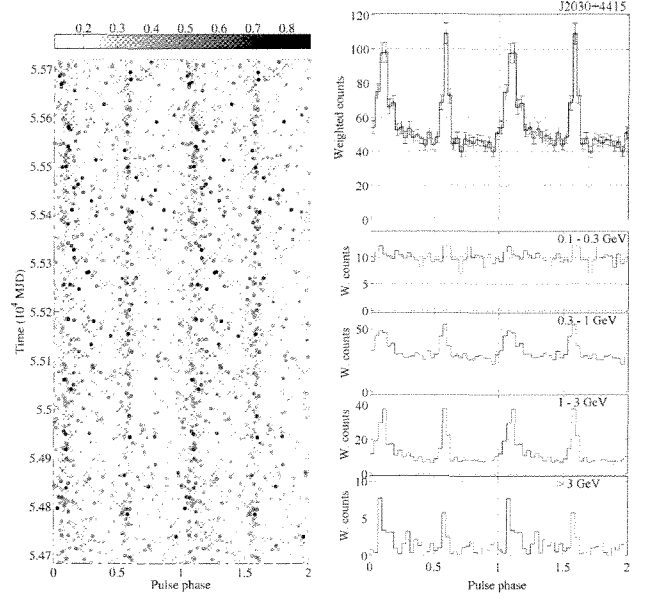 0.2 0.3 0.4 0.5 0.6 0.7 0.8
5.57
5.56
5.55
5.54
5.53
5.52
5.51
5.5
5.49
5.48
5.47
Time (10^4 MJD)
0 0.5 1 1.5 2
Pulse phase
J2030+4415
120
100
80
60
40
20
0
Weighted counts
0.1 - 0.3 GeV
10
5
0
W. counts
0.3 - 1 GeV
50
0
W. counts
1 - 3 GeV
40
30
20
10
0
W. counts
> 3 GeV
10
5
0
W. counts
0 0.5 1 1.5 2
Pulse phase